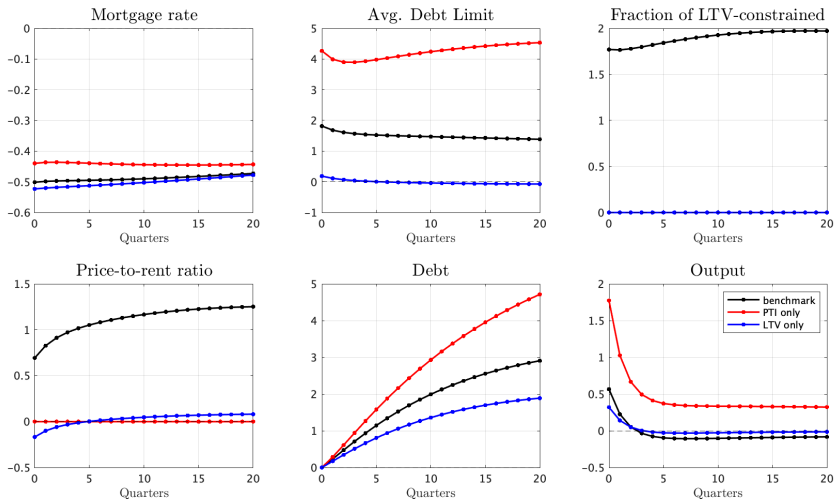 Mortgage rate
0
-0.1
-0.2
-0.3
-0.4
-0.5
-0.6
0 5 10 15 20
Quarters
Avg. Debt Limit
5
4
3
2
1
0
-1
0 5 10 15 20
Quarters
Fraction of LTV-constrained
2
1.5
1
0.5
0
0 5 10 15 20
Quarters
Price-to-rent ratio
1.5
1
0.5
0
-0.5
0 5 10 15 20
Quarters
Debt
5
4
3
2
1
0
0 5 10 15 20
Quarters
Output
2
1.5
1
0.5
0
-0.5
benchmark
PTI only
LTV only
0 5 10 15 20
Quarters